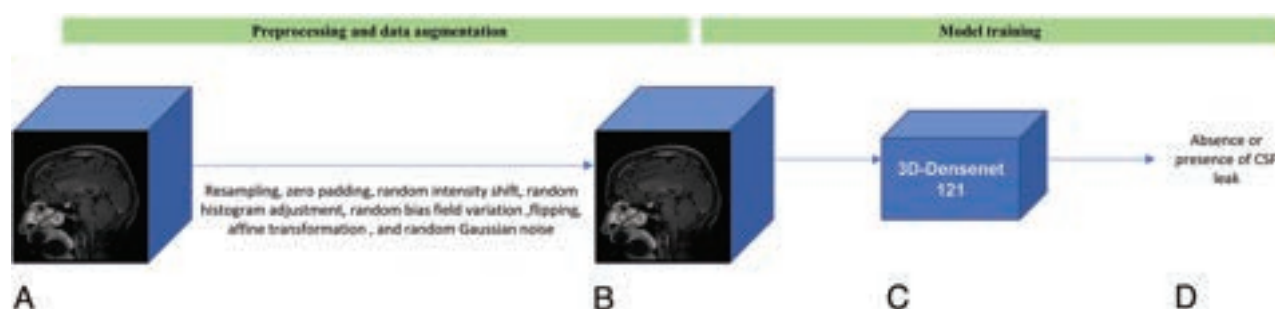 Preprocessing and data augmentation
Model training
Resampling, zero padding, random intensity shift, random
histogram adjustment, random bias field variation ,flipping,
affine transformation , and random Gaussian noise
3D-Densenet
121
Absence or
presence of CSF
leak
A
B
C
D